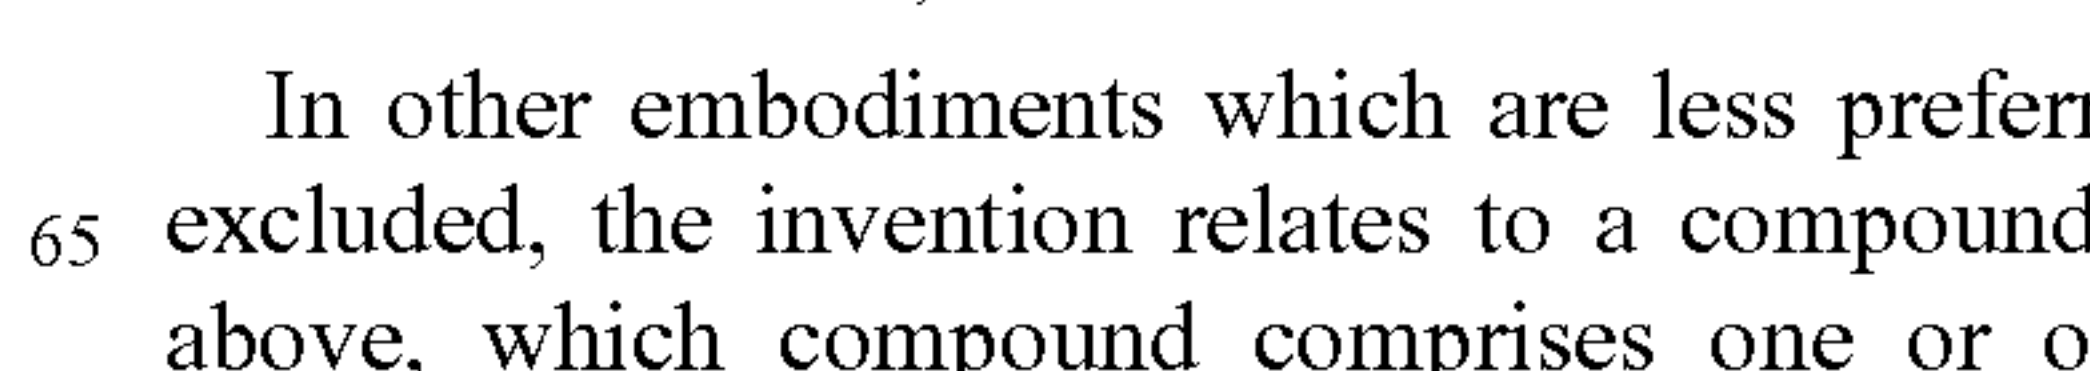 In other embodiments which are less
65 excluded, the invention relates to a compound
above, which compound comprises one or